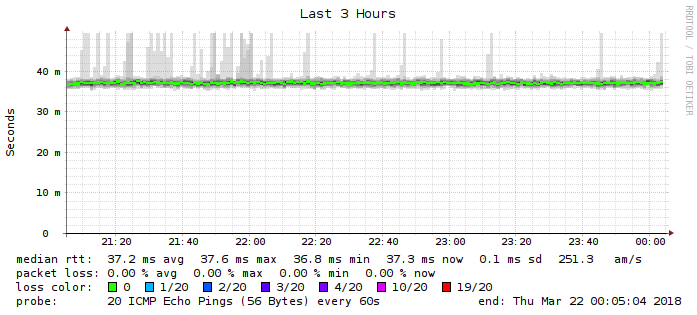 Last 3 Hours
RRDTOOL / TOBI OETIKER
Seconds
40 m
30 m
20 m
10 m
0
21:20 21:40 22:00 22:20 22:40 23:00 23:20 23:40 00:00
median rtt: 37.2 ms avg 37.6 ms max 36.8 ms min 37.3 ms now 0.1 ms sd 251.3 am/s
packet loss: 0.00 % avg 0.00 % max 0.00 % min 0.00 % now
loss color: 0 1/20 2/20 3/20 4/20 10/20 19/20
probe: 20 ICMP Echo Pings (56 Bytes) every 60s end: Thu Mar 22 00:05:04 2018